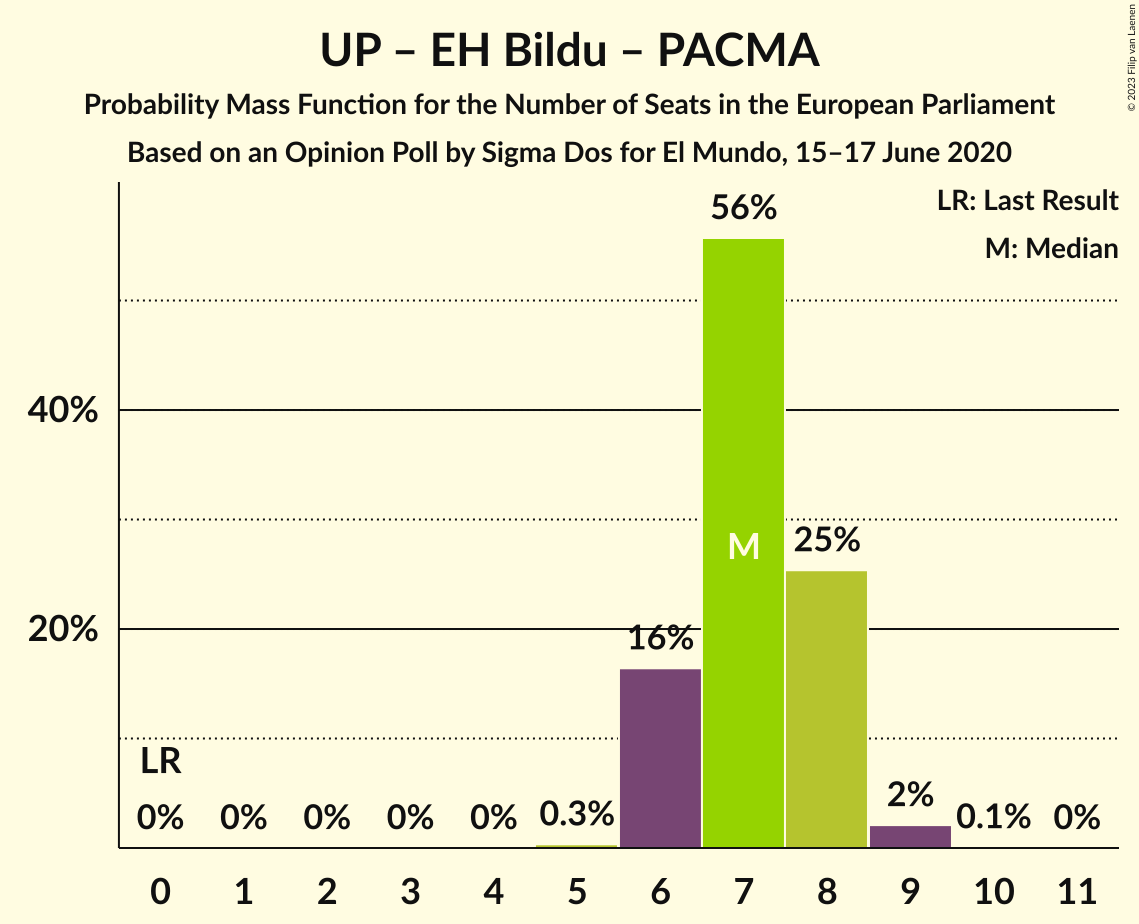 UP – EH Bildu – PACMA
Probability Mass Function for the Number of Seats in the European Parliament
Based on an Opinion Poll by Sigma Dos for El Mundo, 15–17 June 2020
© 2023 Filip van Laenen
LR: Last Result
M: Median
56%
40%
M
25%
20%
16%
LR
0%
0%
0%
0%
0%
0.3%
2%
0.1%
0%
0 1 2 3 4 5 6 7 8 9 10 11